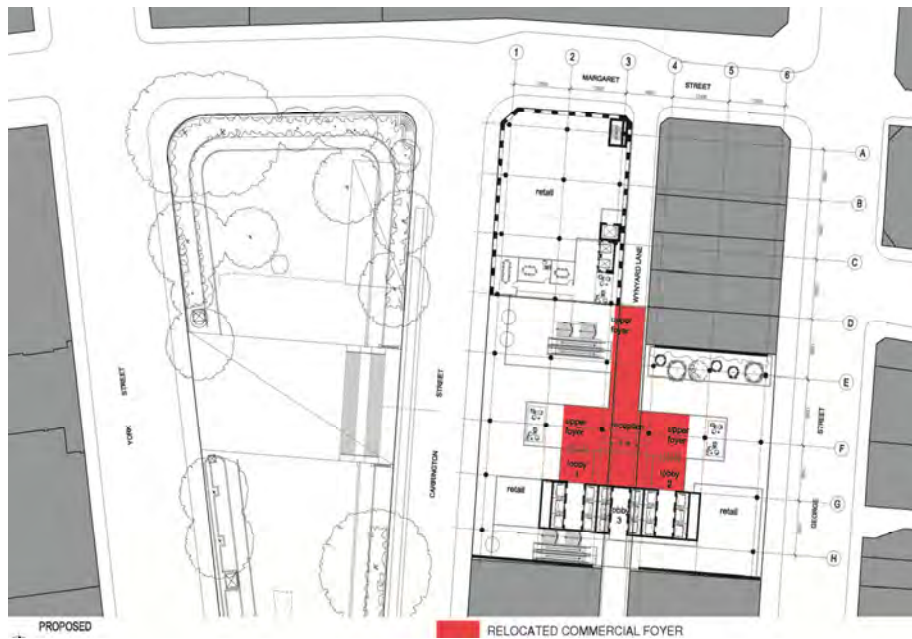 1 2 3 4 5 6
MARGARET STREET
A
B
retail
C
WYNYARD LANE
D
upper
foyer
E
STREET
YORK
CARRINGTON STREET
STREET
GEORGE
upper
foyer
reception
upper
foyer
F
lobby
1
lobby
2
G
retail
lobby
3
retail
H
PROPOSED
RELOCATED COMMERCIAL FOYER